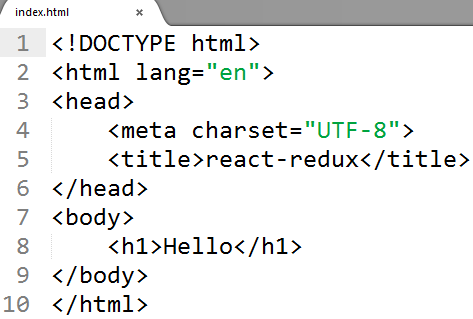 index.html ×
1 <!DOCTYPE html>
2 <html lang="en">
3 <head>
4     <meta charset="UTF-8">
5     <title>react-redux</title>
6 </head>
7 <body>
8     <h1>Hello</h1>
9 </body>
10 </html>